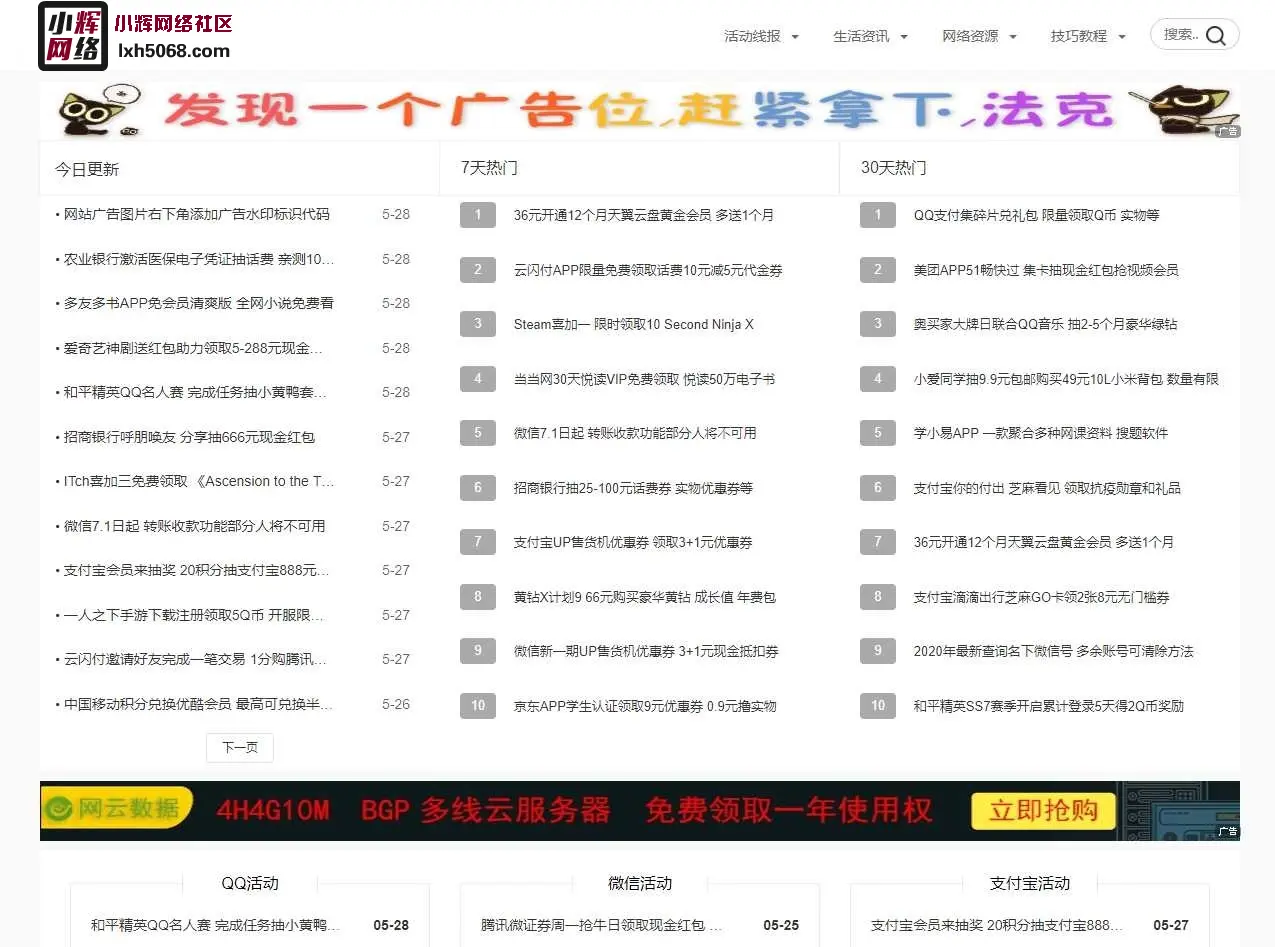 小辉网络
小辉网络社区
lxh5068.com
活动线报
生活资讯
网络资源
技巧教程
搜索..
发现一个广告位,赶紧拿下,法克
广告
今日更新
• 网站广告图片右下角添加广告水印标识代码 5-28
• 农业银行激活医保电子凭证抽话费 亲测10... 5-28
• 多友多书APP免会员清爽版 全网小说免费看 5-28
• 爱奇艺神剧送红包助力领取5-288元现金... 5-28
• 和平精英QQ名人赛 完成任务抽小黄鸭套... 5-28
• 招商银行呼朋唤友 分享抽666元现金红包 5-27
• ITch喜加三免费领取 《Ascension to the T... 5-27
• 微信7.1日起 转账收款功能部分人将不可用 5-27
• 支付宝会员来抽奖 20积分抽支付宝888元... 5-27
• 一人之下手游下载注册领取5Q币 开服限... 5-27
• 云闪付邀请好友完成一笔交易 1分购腾讯... 5-27
• 中国移动积分兑换优酷会员 最高可兑换半... 5-26
下一页
7天热门
1 36元开通12个月天翼云盘黄金会员 多送1个月
2 云闪付APP限量免费领取话费10元减5元代金券
3 Steam喜加一 限时领取10 Second Ninja X
4 当当网30天悦读VIP免费领取 悦读50万电子书
5 微信7.1日起 转账收款功能部分人将不可用
6 招商银行抽25-100元话费券 实物优惠券等
7 支付宝UP售货机优惠券 领取3+1元优惠券
8 黄钻X计划9 66元购买豪华黄钻 成长值 年费包
9 微信新一期UP售货机优惠券 3+1元现金抵扣券
10 京东APP学生认证领取9元优惠券 0.9元撸实物
30天热门
1 QQ支付集碎片兑礼包 限量领取Q币 实物等
2 美团APP51畅快过 集卡抽现金红包抢视频会员
3 奥买家大牌日联合QQ音乐 抽2-5个月豪华绿钻
4 小爱同学抽9.9元包邮购买49元10L小米背包 数量有限
5 学小易APP 一款聚合多种网课资料 搜题软件
6 支付宝你的付出 芝麻看见 领取抗疫勋章和礼品
7 36元开通12个月天翼云盘黄金会员 多送1个月
8 支付宝滴滴出行芝麻GO卡领2张8元无门槛券
9 2020年最新查询名下微信号 多余账号可清除方法
10 和平精英SS7赛季开启累计登录5天得2Q币奖励
网云数据 4H4G10M BGP 多线云服务器 免费领取一年使用权 立即抢购
广告
QQ活动
和平精英QQ名人赛 完成任务抽小黄鸭... 05-28
微信活动
腾讯微证券周一抢牛日领取现金红包 ... 05-25
支付宝活动
支付宝会员来抽奖 20积分抽支付宝888... 05-27